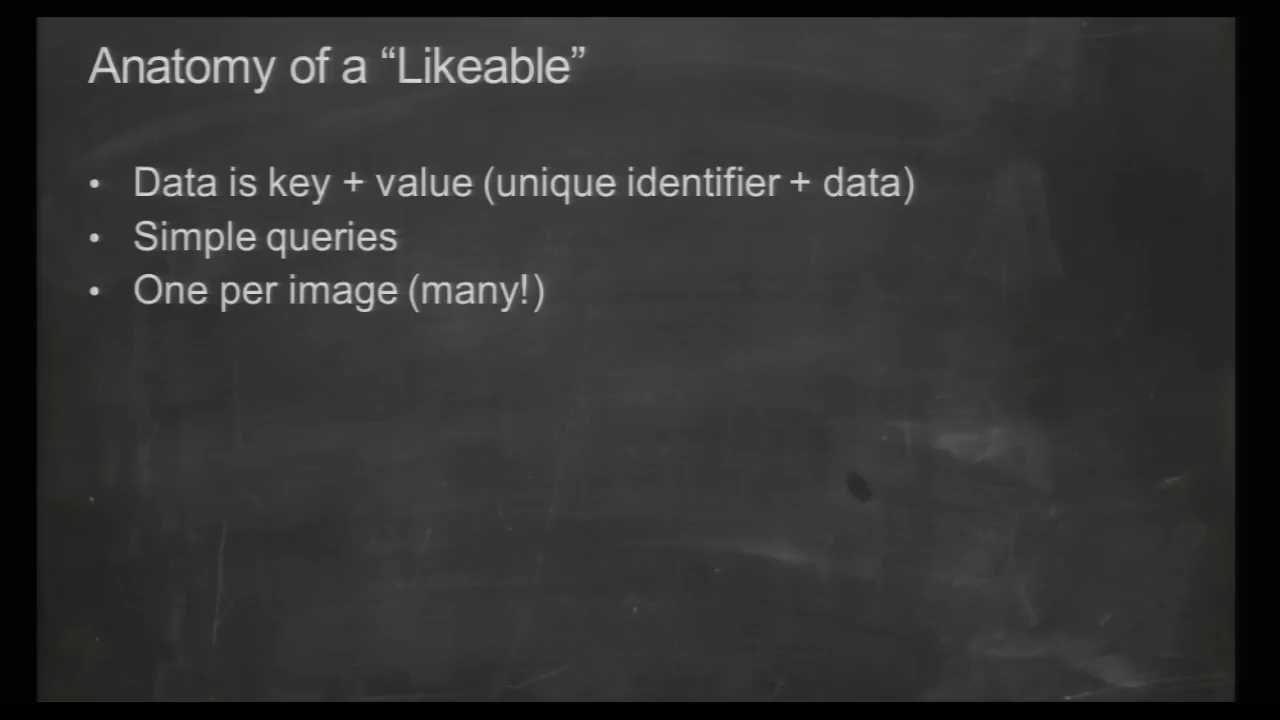 Anatomy of a “Likeable”
• Data is key + value (unique identifier + data)
• Simple queries
• One per image (many!)